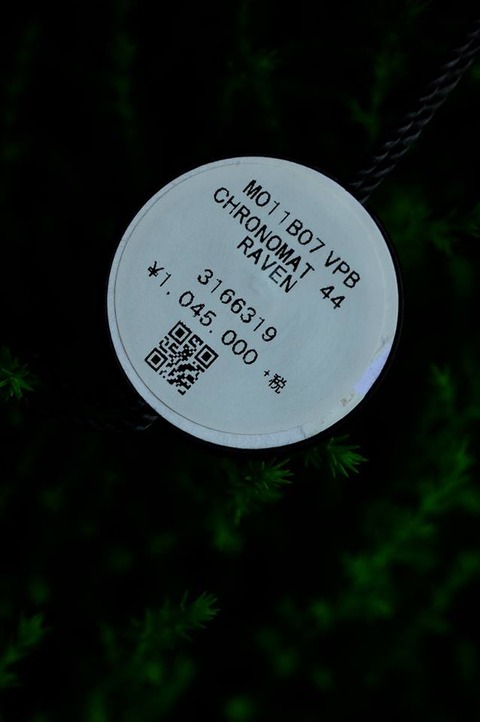 M011B07VPB
CHRONOMAT 44
RAVEN
3166319
¥1.045.000 +税